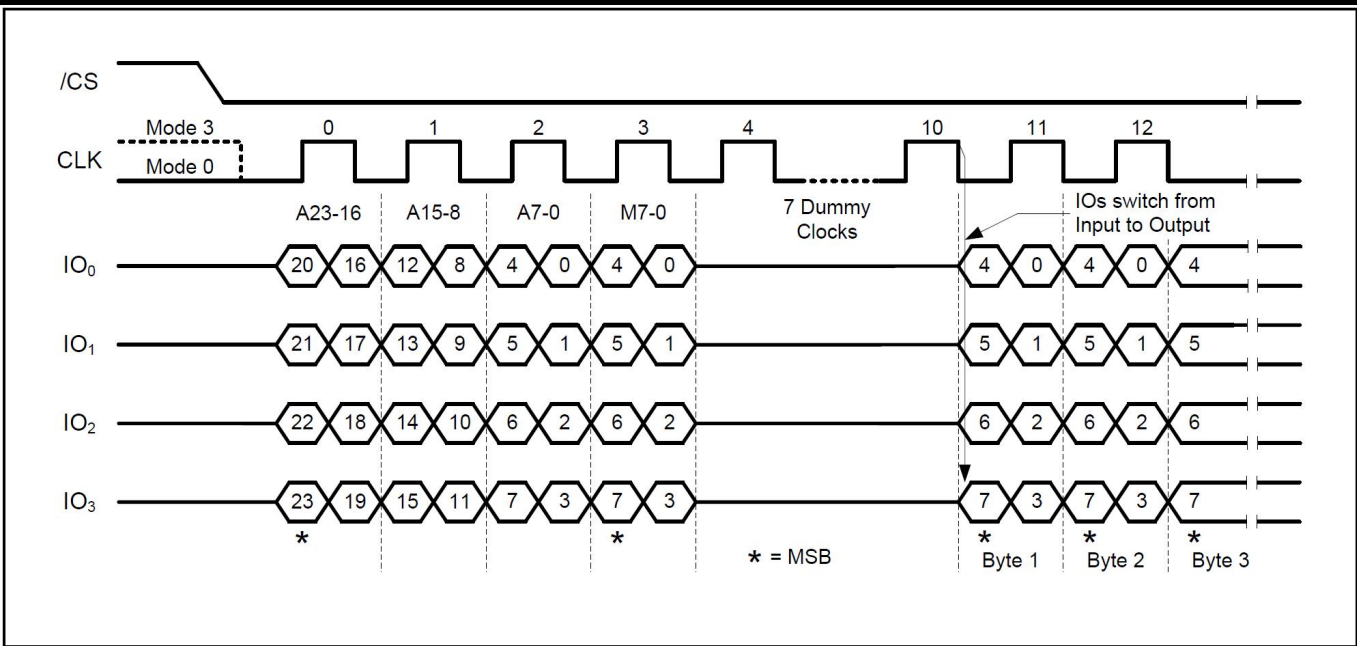 /CS
Mode 3 0 1 2 3 4 10 11 12
CLK
Mode 0
A23-16 A15-8 A7-0 M7-0 7 Dummy
Clocks
IOs switch from
Input to Output
IO₀ 20 16 12 8 4 0 4 0 4 0 4 0 4
IO₁ 21 17 13 9 5 1 5 1 5 1 5 1 5
IO₂ 22 18 14 10 6 2 6 2 6 2 6 2 6
IO₃ 23 19 15 11 7 3 7 3 7 3 7 3 7
* * * * *
* = MSB Byte 1 Byte 2 Byte 3